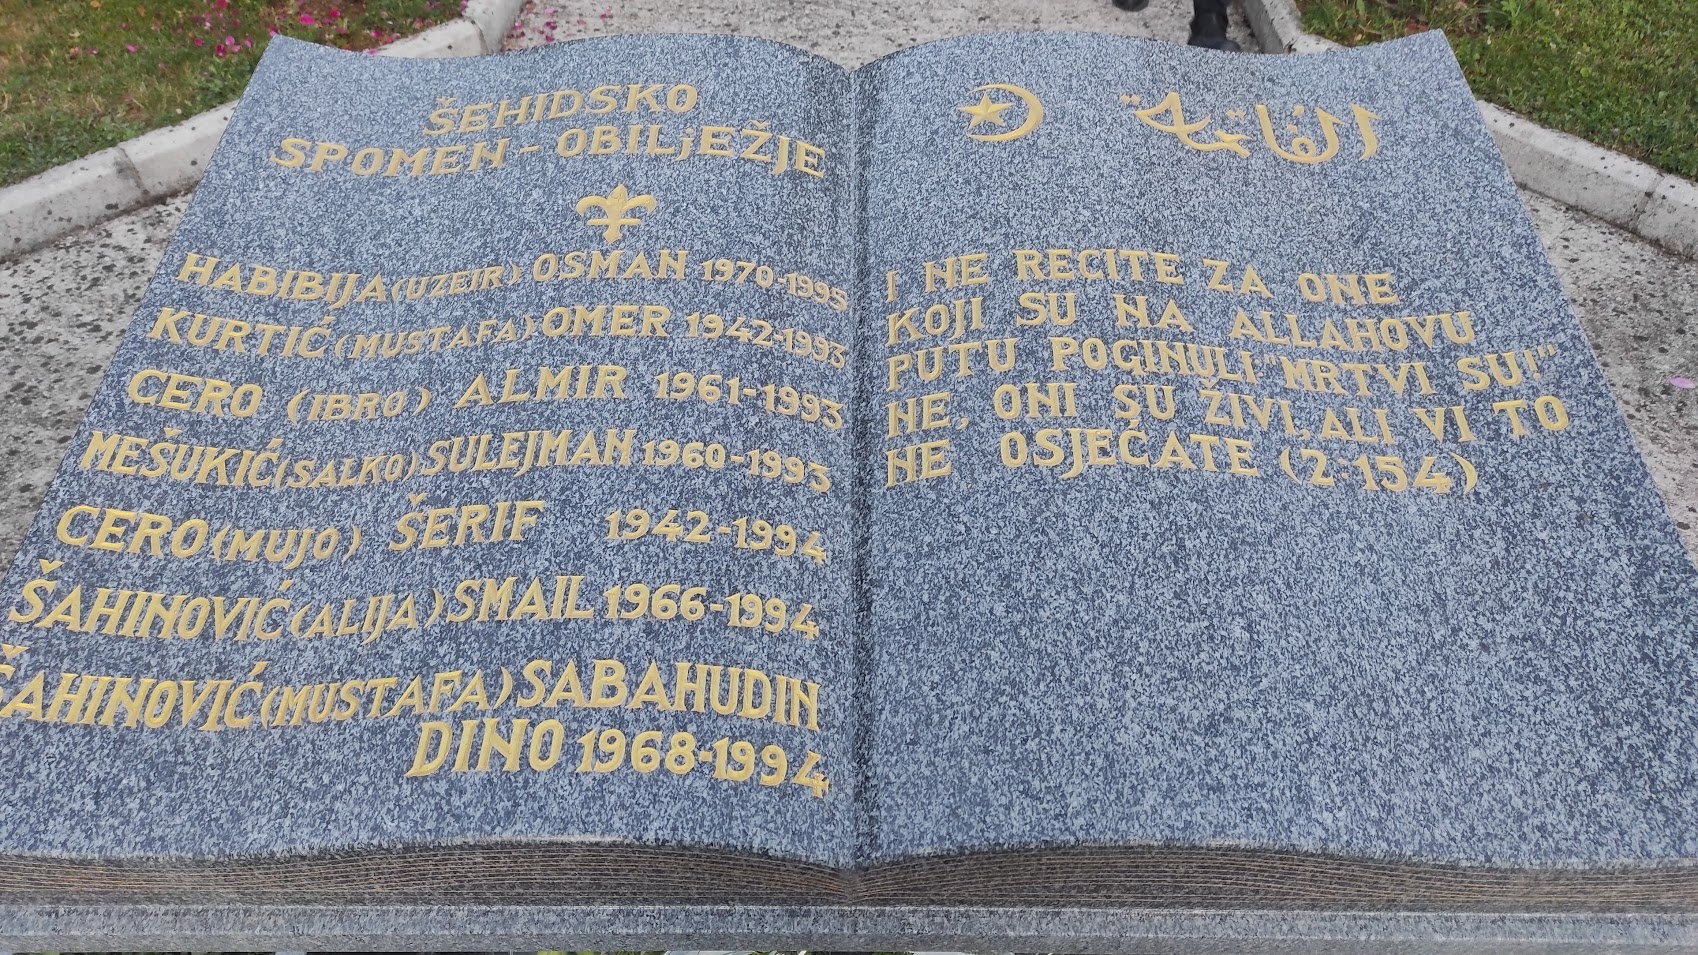 ŠEHIDSKO
SPOMEN - OBILjEŽJE
HABIBIJA (UZEIR) OSMAN 1970-1995
KURTIĆ (MUSTAFA) OMER 1942-1993
CERO (IBRO) ALMIR 1961-1993
MEŠUKIĆ (SALKO) SULEJMAN 1960-1993
CERO (MUJO) ŠERIF 1942-1994
ŠAHINOVIĆ (ALIJA) SMAIL 1966-1994
ŠAHINOVIĆ (MUSTAFA) SABAHUDIN
DINO 1968-1994
I NE RECITE ZA ONE
KOJI SU NA ALLAHOVU
PUTU POGINULI "MRTVI SU!"
NE, ONI SU ŽIVI, ALI VI TO
NE OSJEĆATE (2:154)